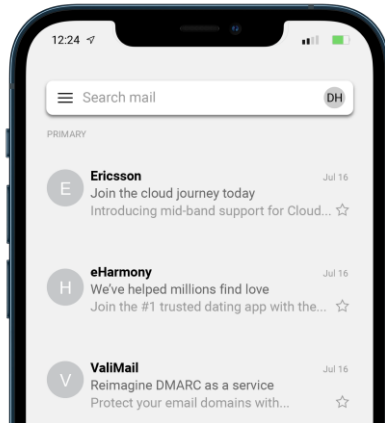 12:24
Search mail
DH
PRIMARY
E
Ericsson
Jul 16
Join the cloud journey today
Introducing mid-band support for Cloud...
H
eHarmony
Jul 16
We've helped millions find love
Join the #1 trusted dating app with the...
V
ValiMail
Jul 16
Reimagine DMARC as a service
Protect your email domains with...